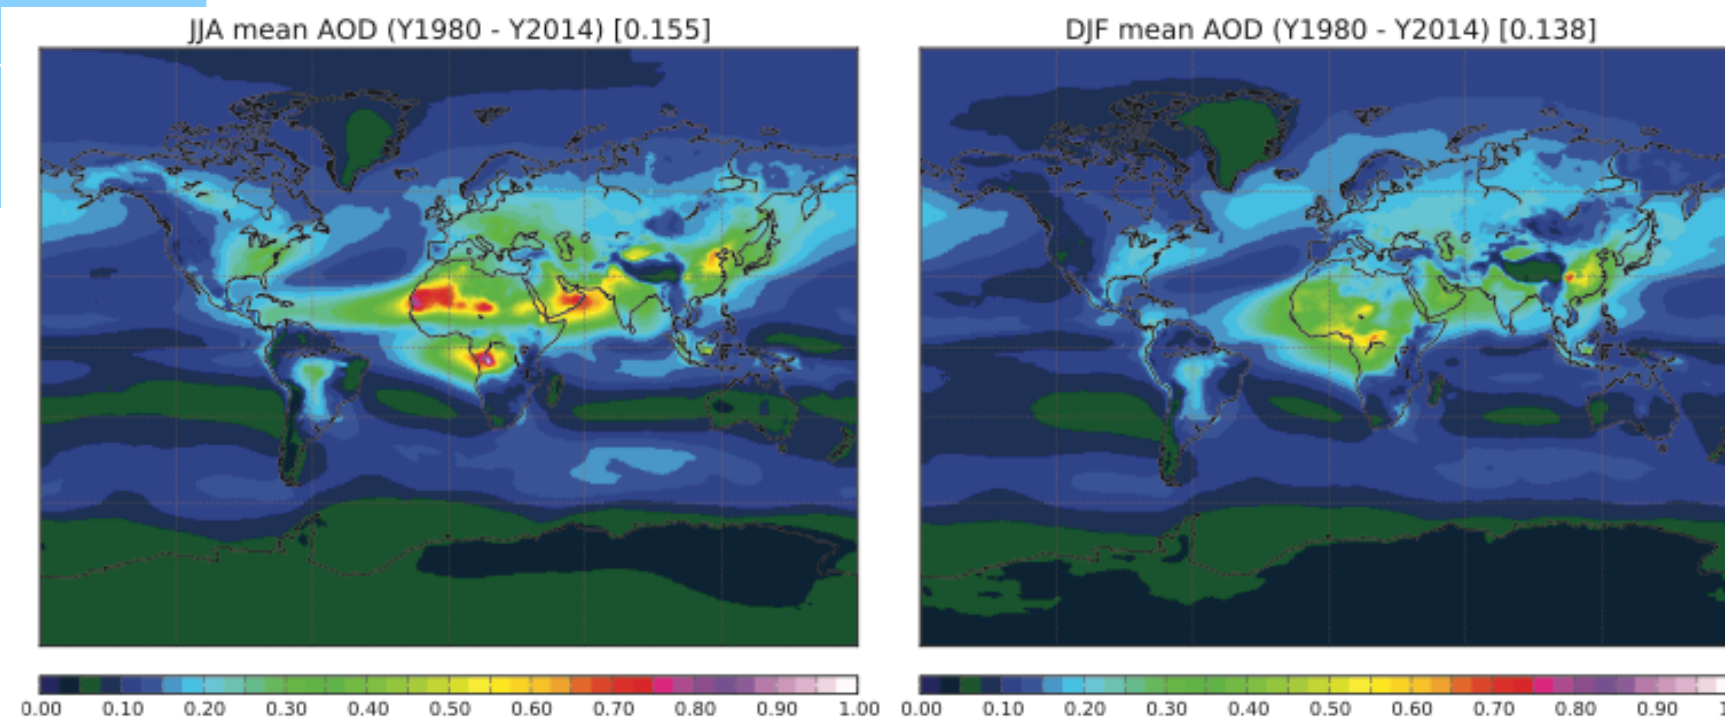 JJA mean AOD (Y1980 - Y2014) [0.155]
DJF mean AOD (Y1980 - Y2014) [0.138]
0.00 0.10 0.20 0.30 0.40 0.50 0.60 0.70 0.80 0.90 1.00
0.00 0.10 0.20 0.30 0.40 0.50 0.60 0.70 0.80 0.90